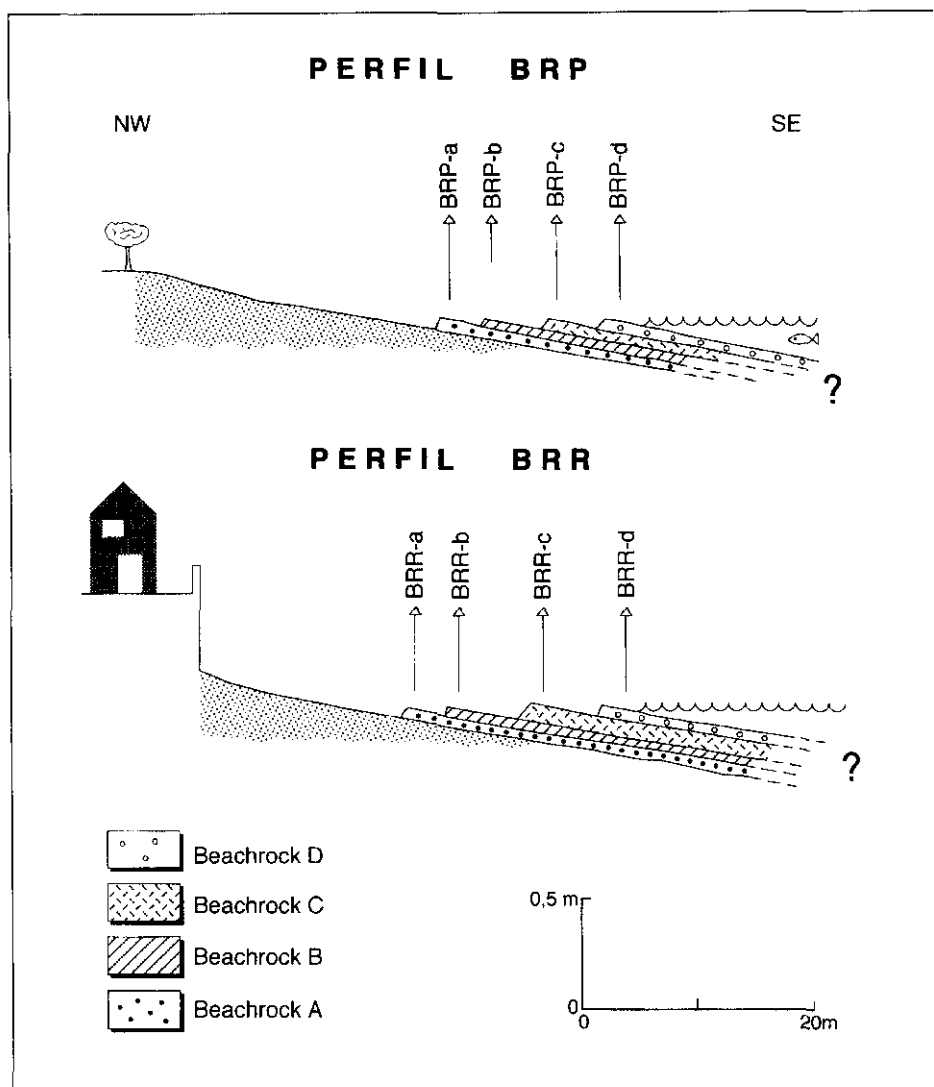 PERFIL BRP
NW
SE
BRP-a
BRP-b
BRP-c
BRP-d
?
PERFIL BRR
BRR-a
BRR-b
BRR-c
BRR-d
?
Beachrock D
Beachrock C
Beachrock B
Beachrock A
0,5 m
0
0
20m